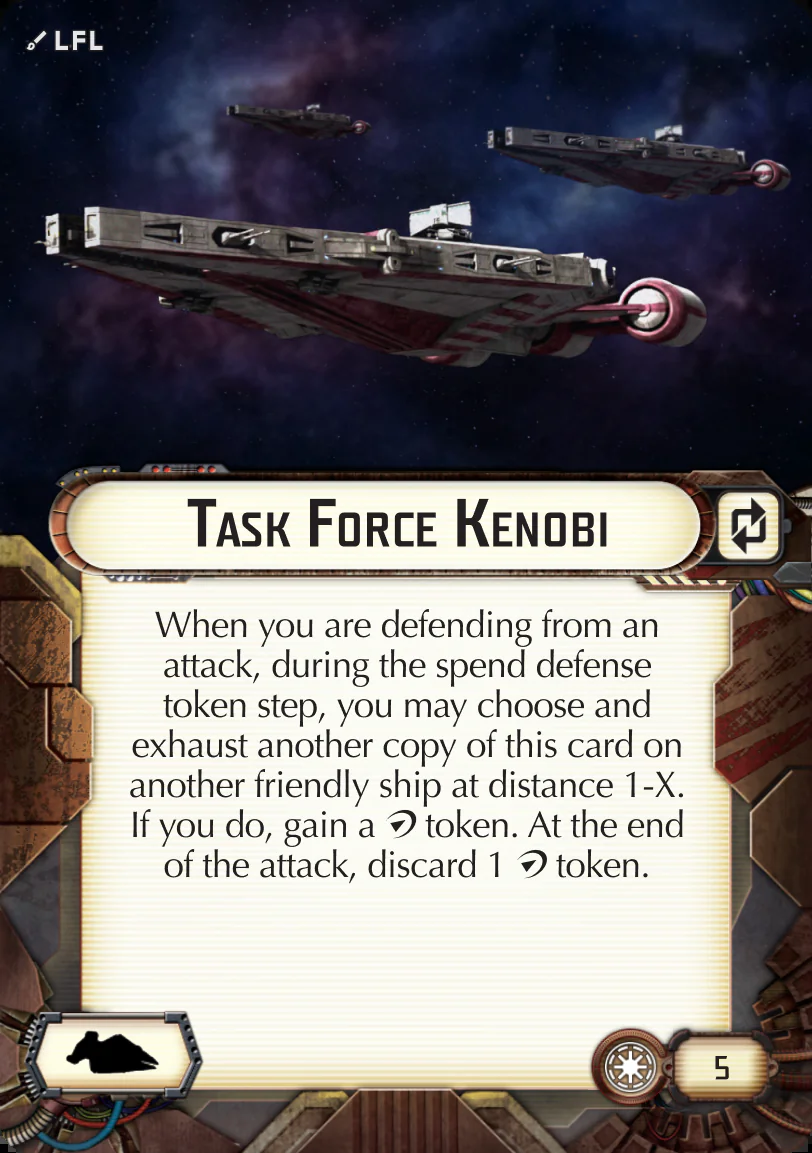 LFL
Task Force Kenobi
When you are defending from an
attack, during the spend defense
token step, you may choose and
exhaust another copy of this card on
another friendly ship at distance 1-X.
If you do, gain a token. At the end
of the attack, discard 1 token.
5